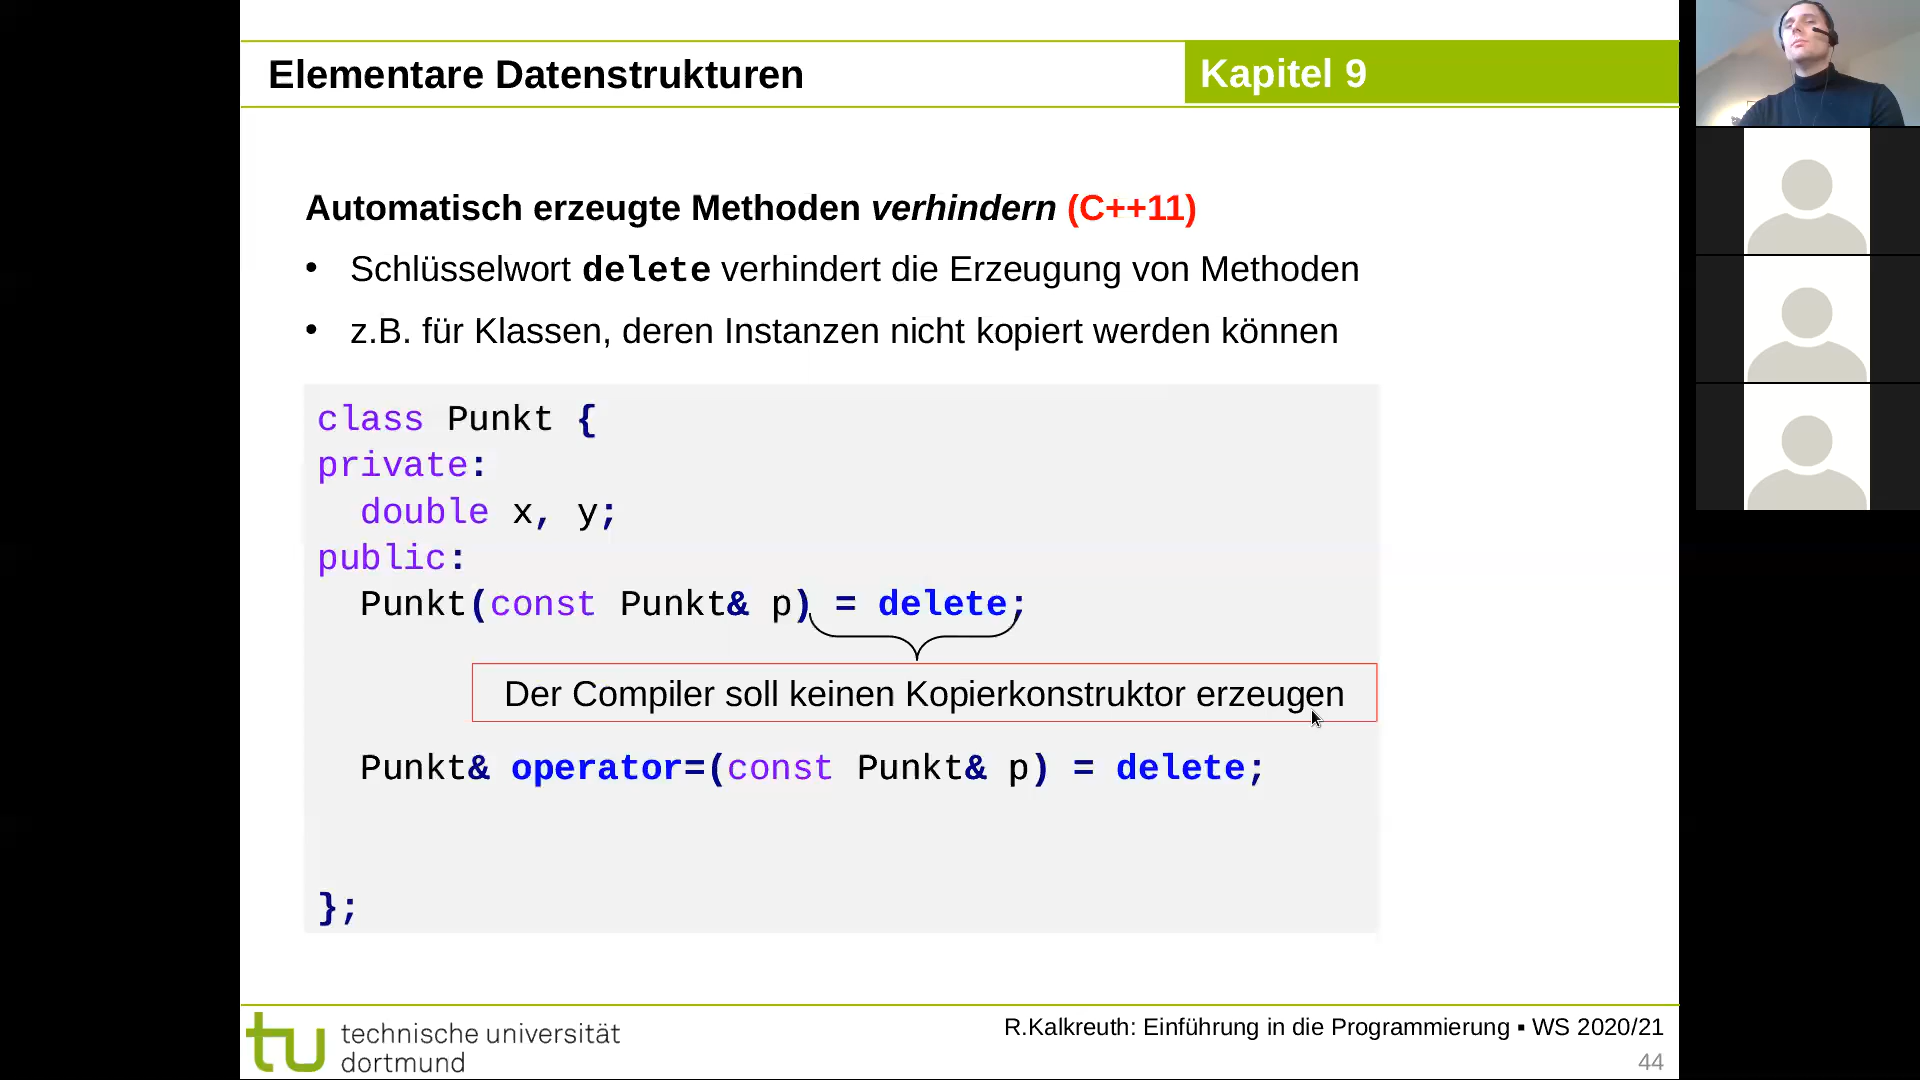 Elementare Datenstrukturen
Kapitel 9
Automatisch erzeugte Methoden verhindern (C++11)
• Schlüsselwort delete verhindert die Erzeugung von Methoden
• z.B. für Klassen, deren Instanzen nicht kopiert werden können
class Punkt {
private:
  double x, y;
public:
  Punkt(const Punkt& p) = delete;
Der Compiler soll keinen Kopierkonstruktor erzeugen
  Punkt& operator=(const Punkt& p) = delete;
};
tu technische universität
dortmund
R.Kalkreuth: Einführung in die Programmierung ▪ WS 2020/21
44